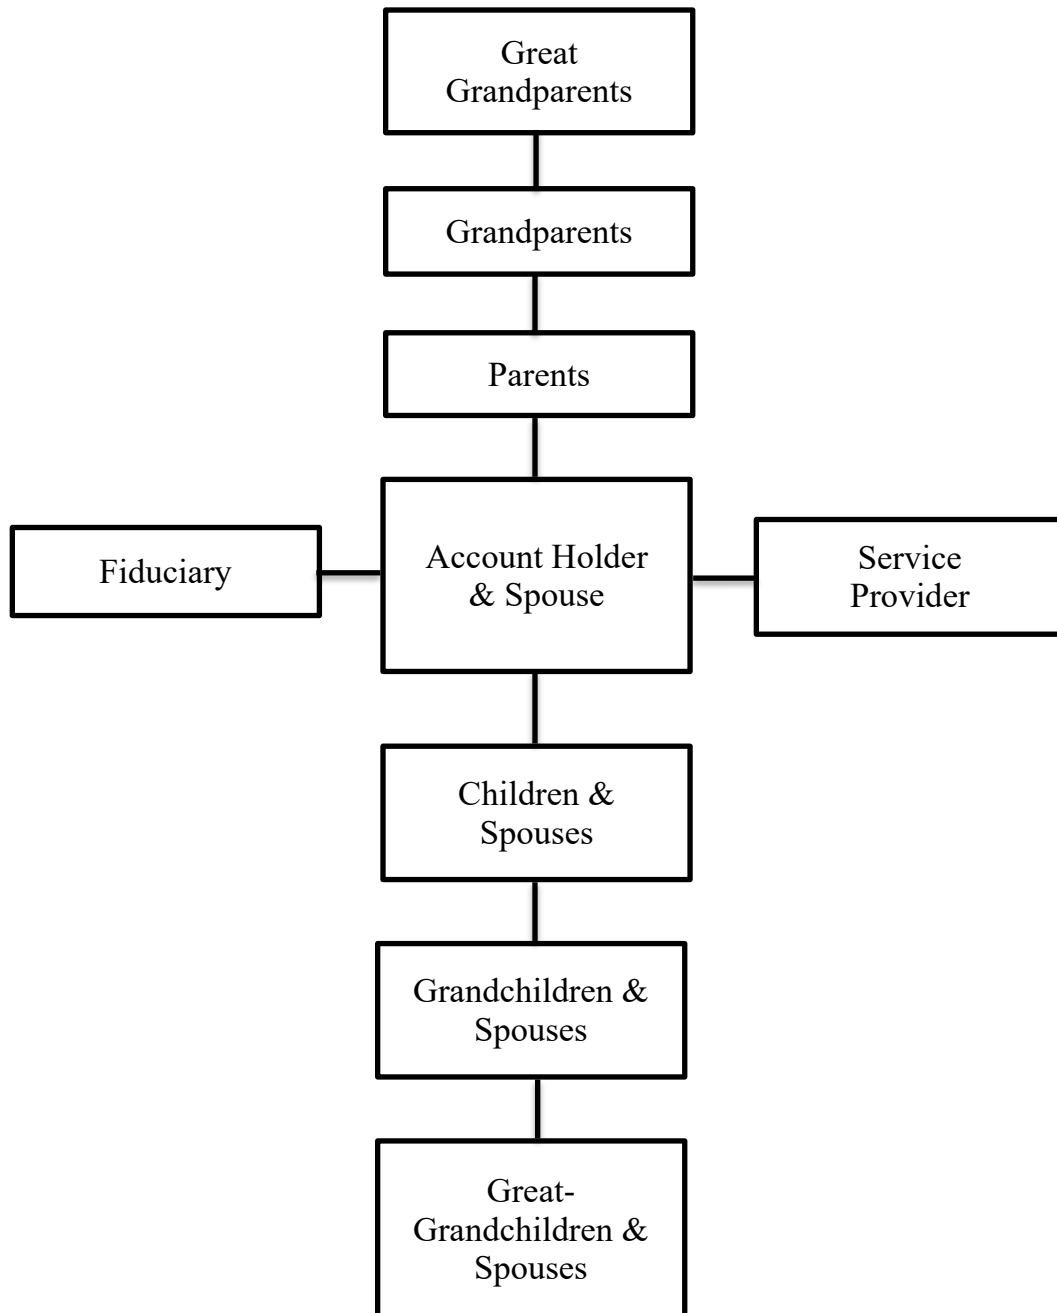 Great
Grandparents
Grandparents
Parents
Fiduciary
Account Holder
& Spouse
Service
Provider
Children &
Spouses
Grandchildren &
Spouses
Great-
Grandchildren &
Spouses